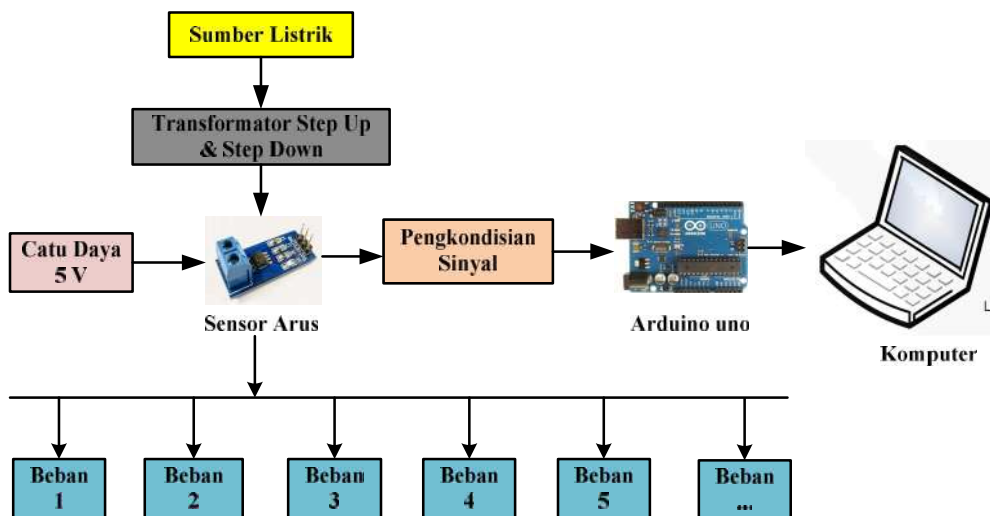 Sumber Listrik
Transformator Step Up
& Step Down
Catu Daya
5 V
Sensor Arus
Pengkondisian
Sinyal
UNO
Arduino uno
L
Komputer
Beban
1
Beban
2
Beban
3
Beban
4
Beban
5
Beban
...